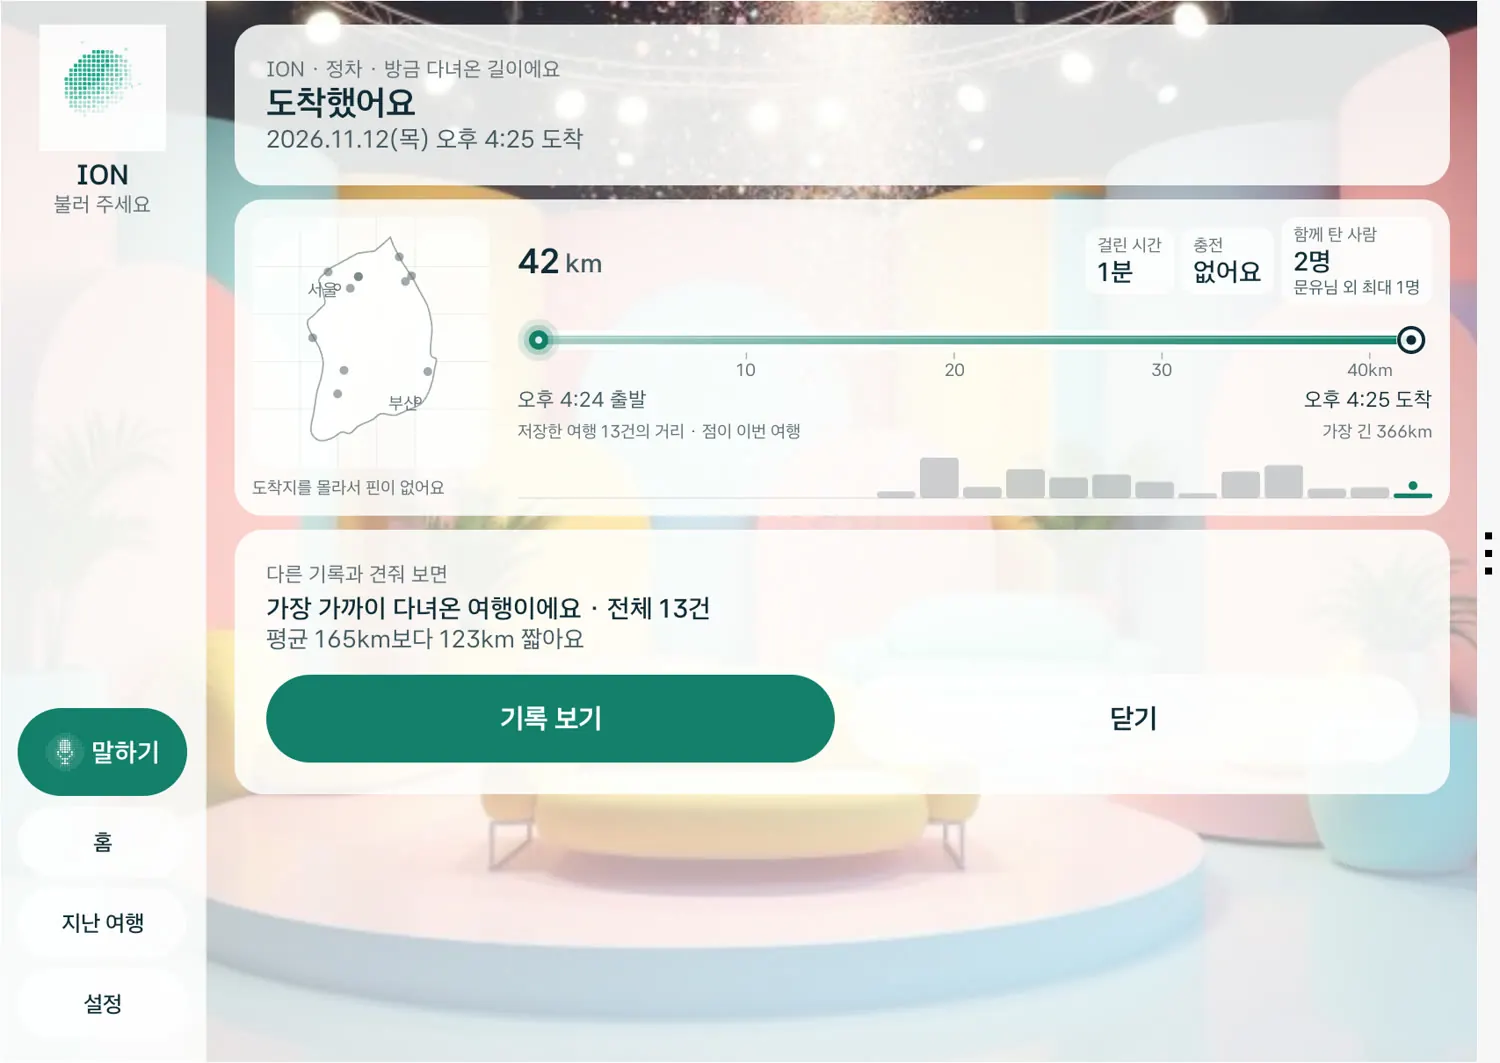 ION
불러 주세요
말하기
홈
지난 여행
설정
ION · 정차 · 방금 다녀온 길이에요
도착했어요
2026.11.12(목) 오후 4:25 도착
서울
부산
도착지를 몰라서 핀이 없어요
42 km
걸린 시간
1분
충전
없어요
함께 탄 사람
2명
문유님 외 최대 1명
10
20
30
40km
오후 4:24 출발
오후 4:25 도착
저장한 여행 13건의 거리 · 점이 이번 여행
가장 긴 366km
다른 기록과 견줘 보면
가장 가까이 다녀온 여행이에요 · 전체 13건
평균 165km보다 123km 짧아요
기록 보기
닫기